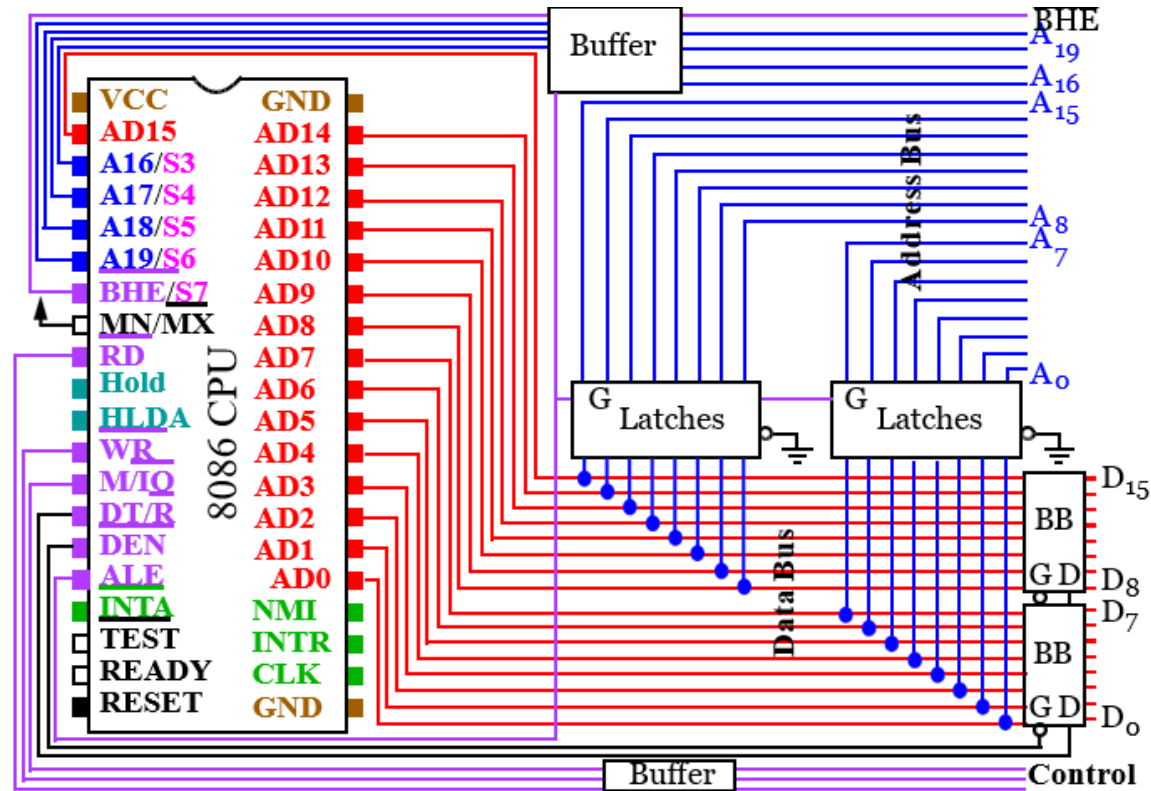 Buffer
BHE
A19
A16
A15
VCC
GND
AD15
AD14
A16/S3
AD13
A17/S4
AD12
A18/S5
AD11
A19/S6
AD10
BHE/S7
AD9
MN/MX
AD8
RD
AD7
Hold
AD6
HLDA
AD5
WR
AD4
M/IO
AD3
DT/R
AD2
DEN
AD1
ALE
AD0
INTA
NMI
TEST
INTR
READY
CLK
RESET
GND
8086 CPU
Address Bus
A8
A7
A0
G
Latches
G
Latches
Data Bus
D15
BB
G D
D8
D7
BB
G D
D0
Buffer
Control